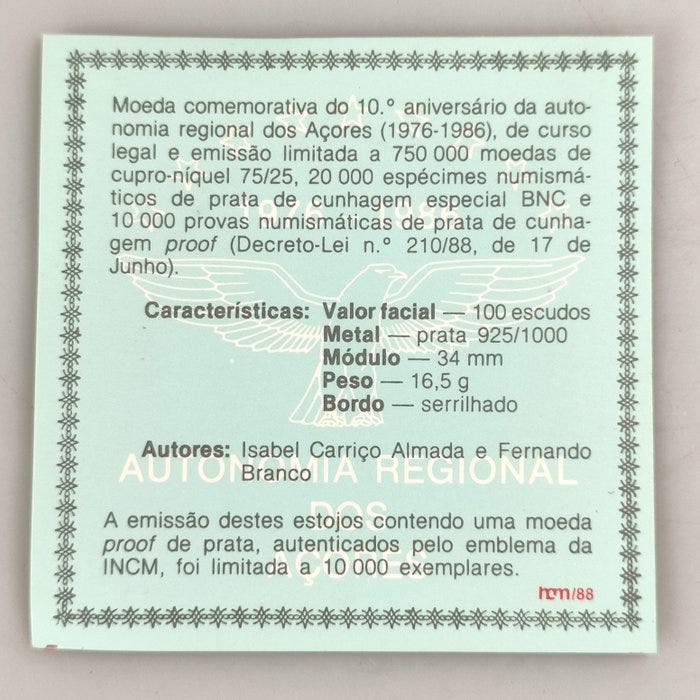 Moeda comemorativa do 10.º aniversário da auto-
nomia regional dos Açores (1976-1986), de curso
legal e emissão limitada a 750 000 moedas de
cupro-níquel 75/25, 20 000 espécimes numismá-
ticos de prata de cunhagem especial BNC e
10 000 provas numismáticas de prata de cunha-
gem proof (Decreto-Lei n.º 210/88, de 17 de
Junho).
1976 1986
Características: Valor facial — 100 escudos
Metal — prata 925/1000
Módulo — 34 mm
Peso — 16,5 g
Bordo — serrilhado
Autores: Isabel Carriço Almada e Fernando
Branco
AUTONOMIA REGIONAL
DOS
AÇORES
A emissão destes estojos contendo uma moeda
proof de prata, autenticados pelo emblema da
INCM, foi limitada a 10 000 exemplares.
incm/88